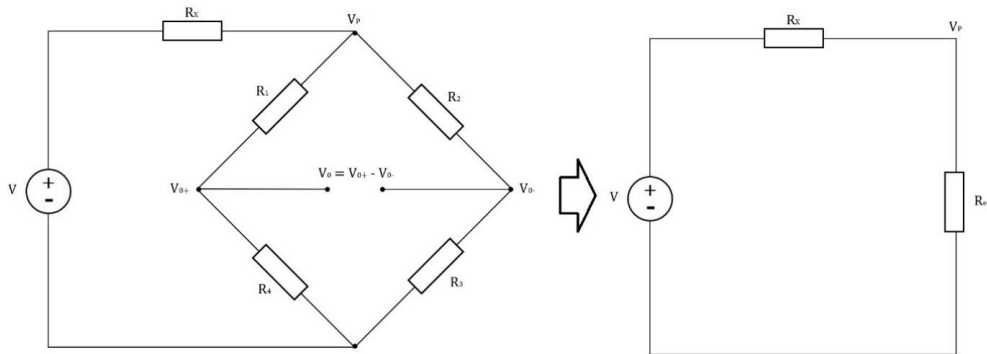 Rx
VP
R1
R2
V0+
V0 = V0+ - V0-
V0-
V
+
-
R4
R3
Rx
VP
V
+
-
Re